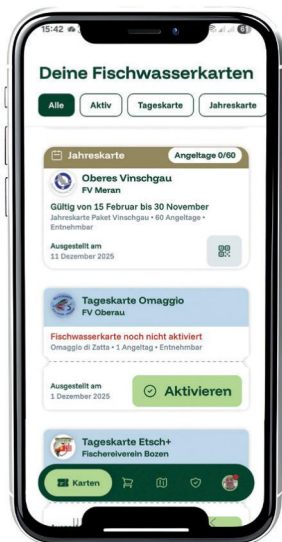 15:42
61
Deine Fischwasserkarten
Alle
Aktiv
Tageskarte
Jahreskarte
Jahreskarte
Angeltage 0/60
Oberes Vinschgau
FV Meran
Gültig von 15 Februar bis 30 November
Jahreskarte Paket Vinschgau • 60 Angeltage •
Entnehmbar
Ausgestellt am
11 Dezember 2025
Tageskarte Omaggio
FV Oberau
Fischwasserkarte noch nicht aktiviert
Omaggio di Zatta • 1 Angeltag • Entnehmbar
Ausgestellt am
1 Dezember 2025
Aktivieren
Tageskarte Etsch+
Fischereiverein Bozen
Karten